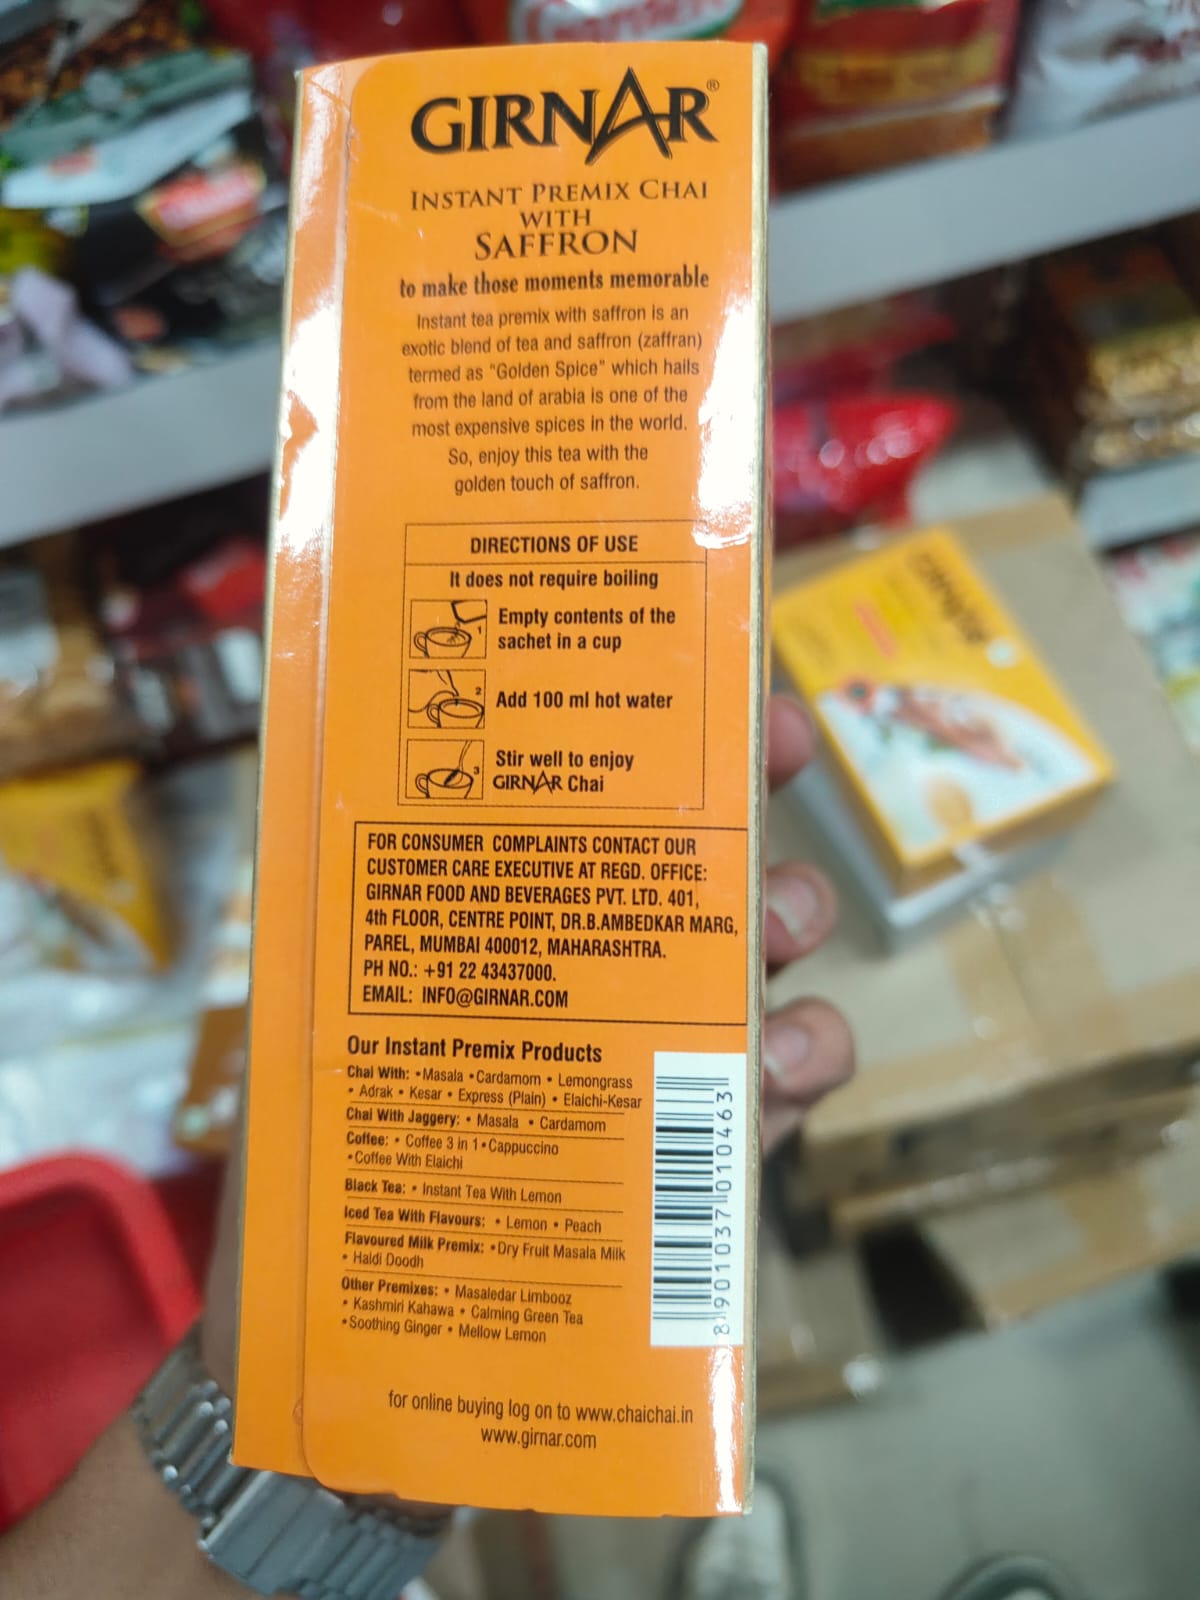 GIRNAR®
INSTANT PREMIX CHAI
WITH
SAFFRON
to make those moments memorable
Instant tea premix with saffron is an
exotic blend of tea and saffron (zaffran)
termed as "Golden Spice" which hails
from the land of arabia is one of the
most expensive spices in the world.
So, enjoy this tea with the
golden touch of saffron.
DIRECTIONS OF USE
It does not require boiling
1
Empty contents of the
sachet in a cup
2
Add 100 ml hot water
3
Stir well to enjoy
GIRNAR Chai
FOR CONSUMER COMPLAINTS CONTACT OUR
CUSTOMER CARE EXECUTIVE AT REGD. OFFICE:
GIRNAR FOOD AND BEVERAGES PVT. LTD. 401,
4th FLOOR, CENTRE POINT, DR.B.AMBEDKAR MARG,
PAREL, MUMBAI 400012, MAHARASHTRA.
PH NO.: +91 22 43437000.
EMAIL: INFO@GIRNAR.COM
Our Instant Premix Products
Chai With: •Masala •Cardamom • Lemongrass
• Adrak • Kesar • Express (Plain) • Elaichi-Kesar
Chai With Jaggery: • Masala • Cardamom
Coffee: • Coffee 3 in 1 •Cappuccino
•Coffee With Elaichi
Black Tea: • Instant Tea With Lemon
Iced Tea With Flavours: • Lemon • Peach
Flavoured Milk Premix: •Dry Fruit Masala Milk
• Haldi Doodh
Other Premixes: • Masaledar Limbooz
• Kashmiri Kahawa • Calming Green Tea
•Soothing Ginger • Mellow Lemon
8 901037 010463
for online buying log on to www.chaichai.in
www.girnar.com